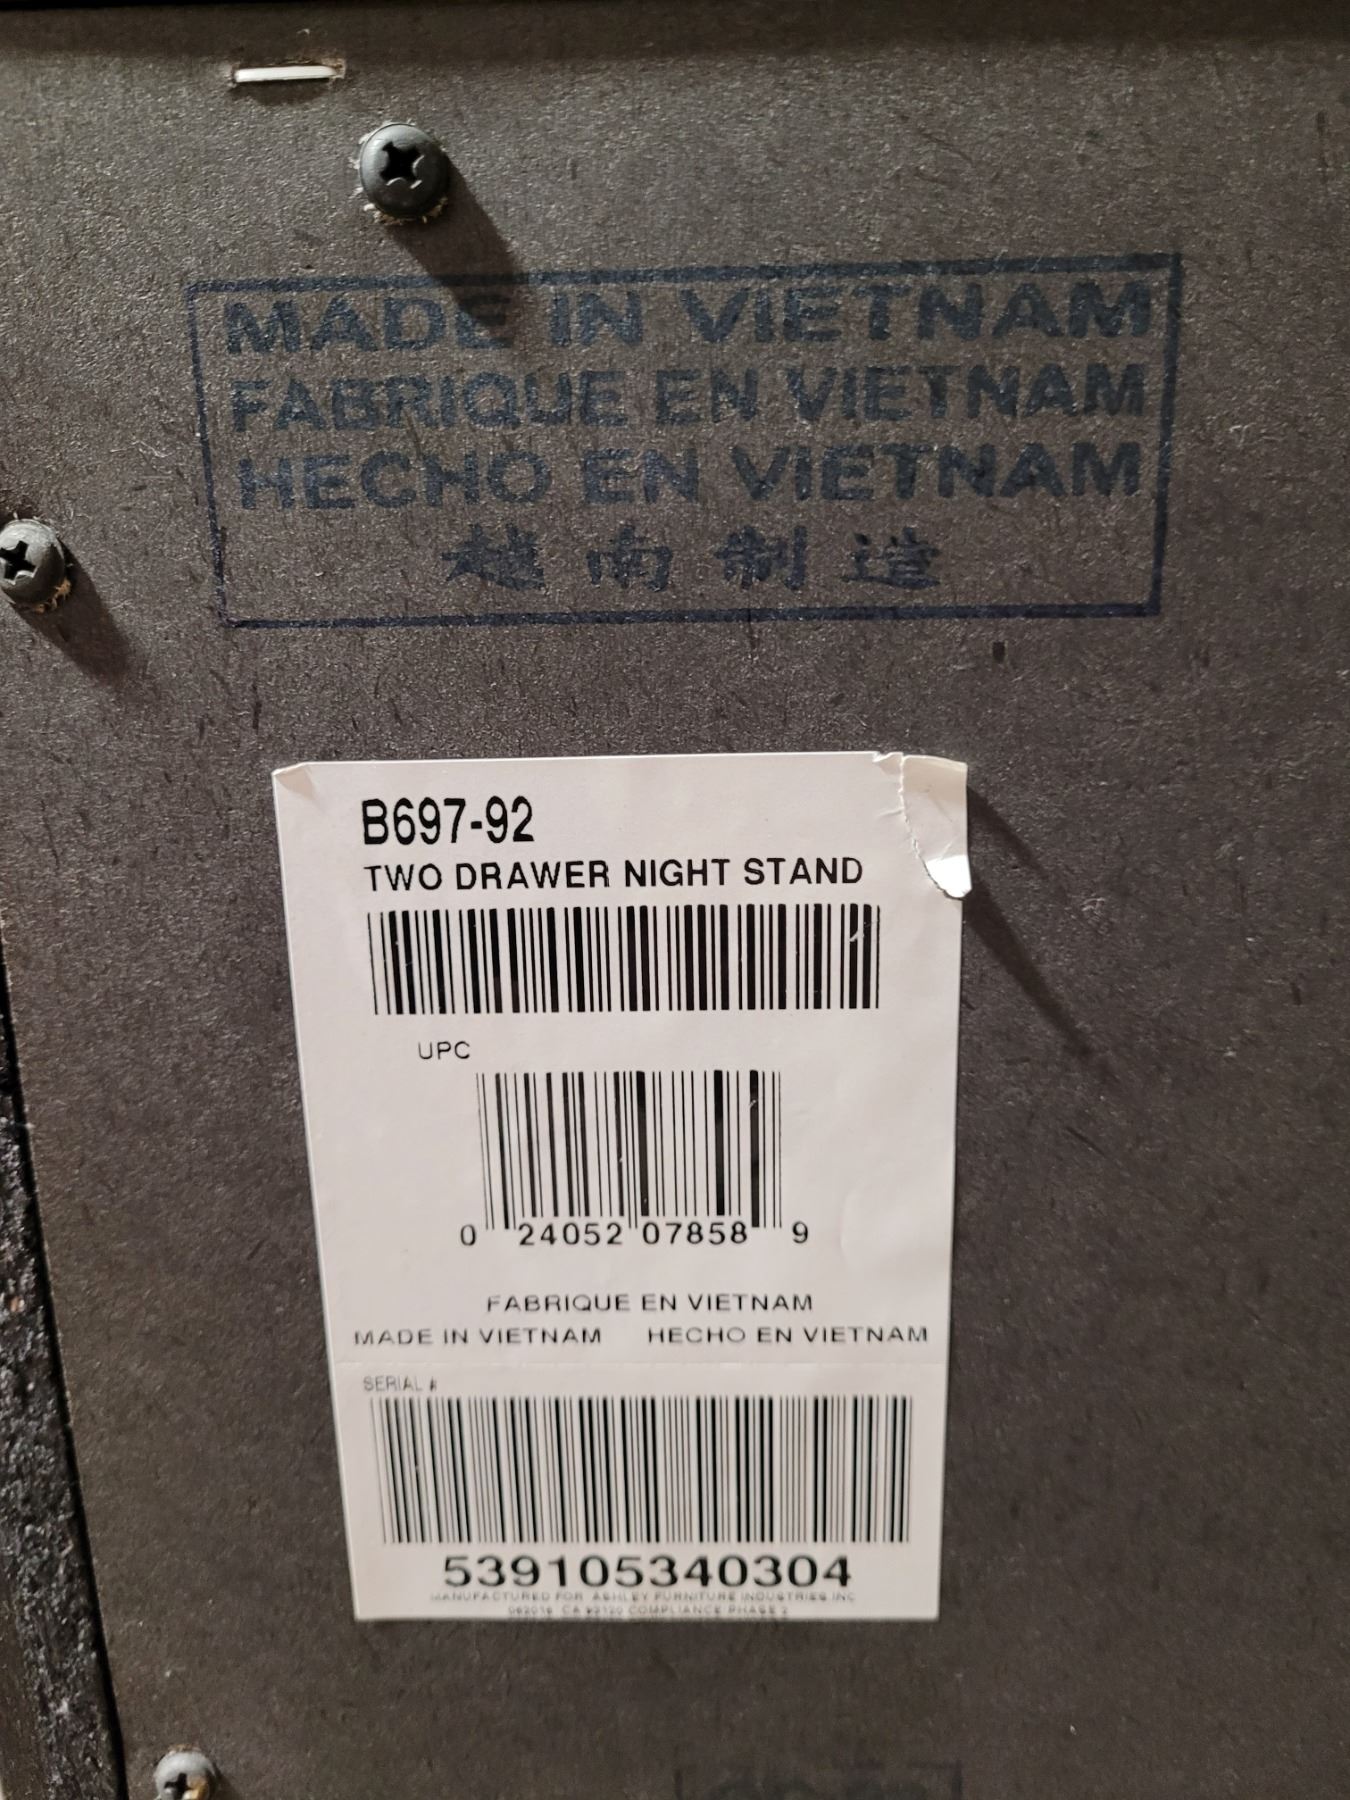 MADE IN VIETNAM
FABRIQUE EN VIETNAM
HECHO EN VIETNAM
越南制造
B697-92
TWO DRAWER NIGHT STAND
UPC
0 24052 07858 9
FABRIQUE EN VIETNAM
MADE IN VIETNAM HECHO EN VIETNAM
SERIAL #
539105340304
MANUFACTURED FOR ASHLEY FURNITURE INDUSTRIES INC
CA 93120 COMPLIANCE PHASE 2